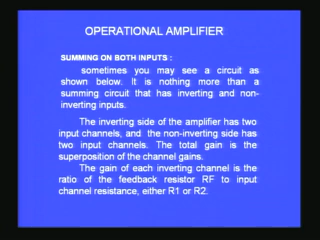 OPERATIONAL AMPLIFIER
SUMMING ON BOTH INPUTS :
sometimes you may see a circuit as
shown below. It is nothing more than a
summing circuit that has inverting and non-
inverting inputs.
The inverting side of the amplifier has two
input channels, and the non-inverting side has
two input channels. The total gain is the
superposition of the channel gains.
The gain of each inverting channel is the
ratio of the feedback resistor RF to input
channel resistance, either R1 or R2.